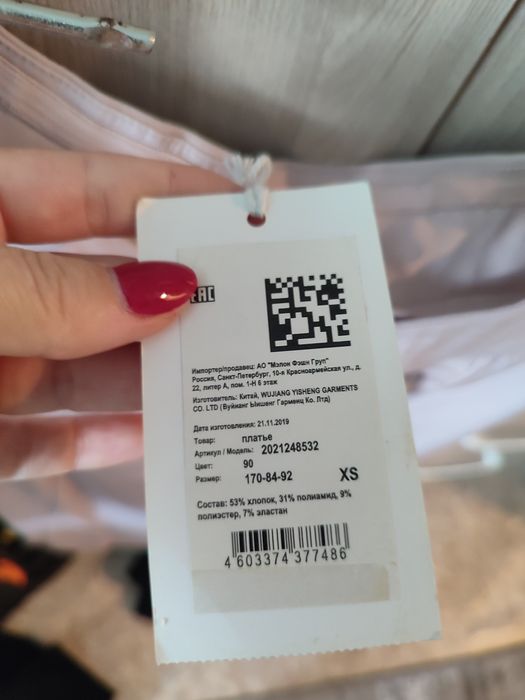 EAC
Импортер/продавец: АО "Мэлон Фэшн Груп"
Россия, Санкт-Петербург, 10-я Красноармейская ул., д.
22, литер А, пом. 1-Н 6 этаж
Изготовитель: Китай, WUJIANG YISHENG GARMENTS
CO. LTD (Вуйианг Ыишенг Гарменц Ко. Лтд)
Дата изготовления: 21.11.2019
Товар: платье
Артикул / Модель: 2021248532
Цвет: 90
Размер: 170-84-92 XS
Состав: 53% хлопок, 31% полиамид, 9%
полиэстер, 7% эластан
4 603374 377486